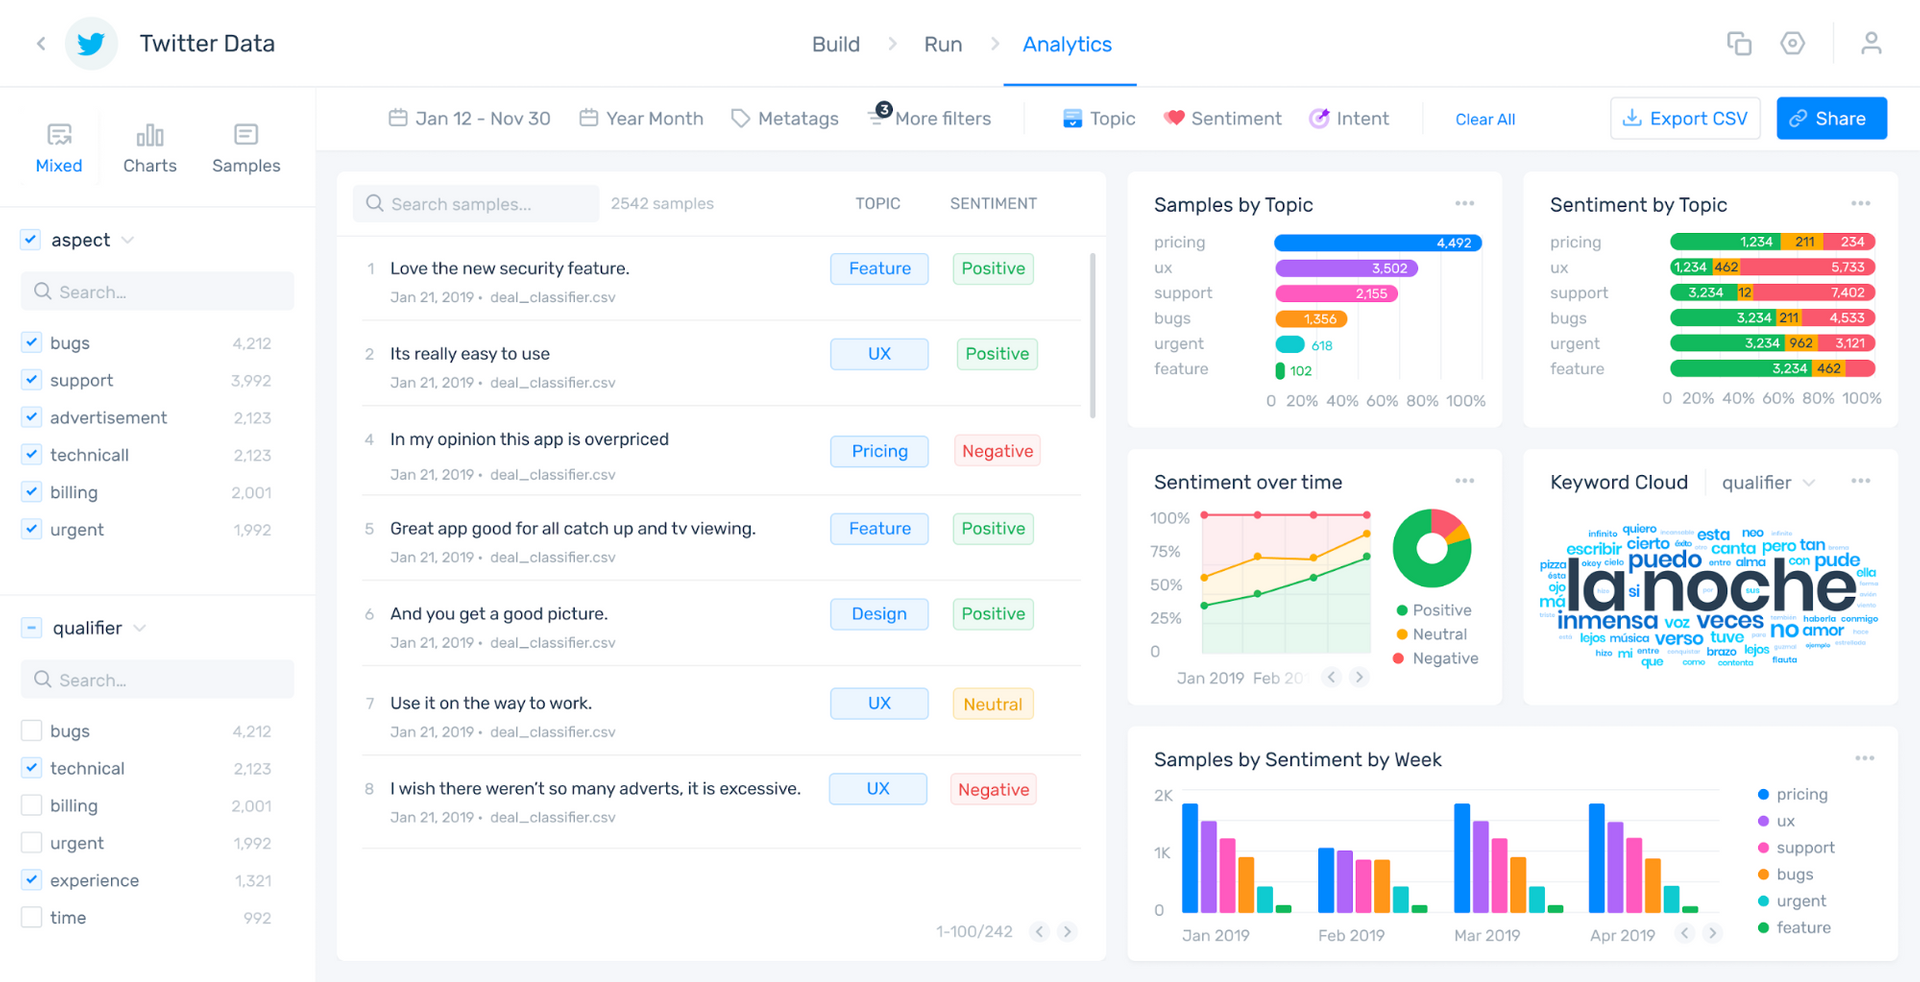 Twitter Data
Build
Run
Analytics
Mixed
Charts
Samples
Jan 12 - Nov 30
Year Month
Metatags
3
More filters
Topic
Sentiment
Intent
Clear All
Export CSV
Share
aspect
Search...
bugs 4,212
support 3,992
advertisement 2,123
technicall 2,123
billing 2,001
urgent 1,992
qualifier
Search...
bugs 4,212
technical 2,123
billing 2,001
urgent 1,992
experience 1,321
time 992
Search samples... 2542 samples TOPIC SENTIMENT
1 Love the new security feature. Feature Positive
Jan 21, 2019 • deal_classifier.csv
2 Its really easy to use UX Positive
Jan 21, 2019 • deal_classifier.csv
4 In my opinion this app is overpriced Pricing Negative
Jan 21, 2019 • deal_classifier.csv
5 Great app good for all catch up and tv viewing. Feature Positive
Jan 21, 2019 • deal_classifier.csv
6 And you get a good picture. Design Positive
Jan 21, 2019 • deal_classifier.csv
7 Use it on the way to work. UX Neutral
Jan 21, 2019 • deal_classifier.csv
8 I wish there weren't so many adverts, it is excessive. UX Negative
Jan 21, 2019 • deal_classifier.csv
1-100/242
Samples by Topic
pricing 4,492
ux 3,502
support 2,155
bugs 1,356
urgent 618
feature 102
0 20% 40% 60% 80% 100%
Sentiment by Topic
pricing 1,234 211 234
ux 1,234 462 5,733
support 3,234 12 7,402
bugs 3,234 211 4,533
urgent 3,234 962 3,121
feature 3,234 462
0 20% 40% 60% 80% 100%
Sentiment over time
100%
75%
50%
25%
0
Jan 2019 Feb 20
Positive
Neutral
Negative
Keyword Cloud qualifier
infinito quiero esta neo
escribir cierto éxito canta pero tan
pizza okey cielo puedo entre alma con pude
ésta ella
ojo la noche
má si sus
inmensa voz veces habería conmigo
lejos música verso tuve no amor
hizo mi entre brazo lejos ejemplo
que como contenta flauta
Samples by Sentiment by Week
2K
1K
0
Jan 2019 Feb 2019 Mar 2019 Apr 2019
pricing
ux
support
bugs
urgent
feature